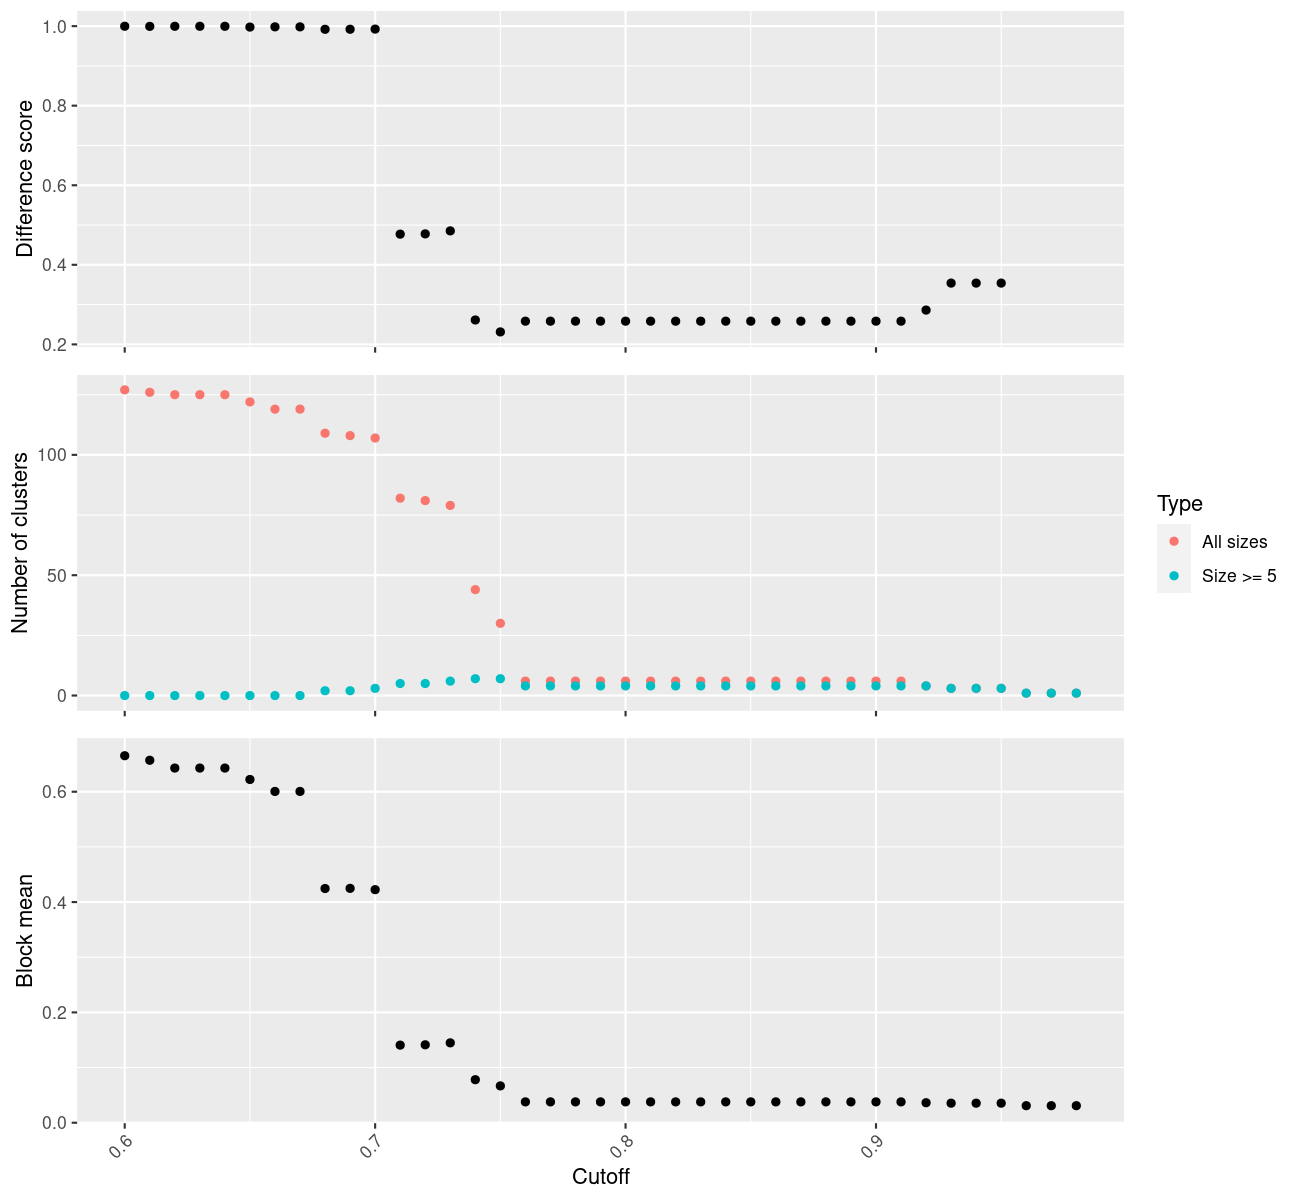 Difference score
1.0
0.8
0.6
0.4
0.2
Number of clusters
100
50
0
Type
All sizes
Size >= 5
Block mean
0.6
0.4
0.2
0.0
0.6
0.7
0.8
0.9
Cutoff